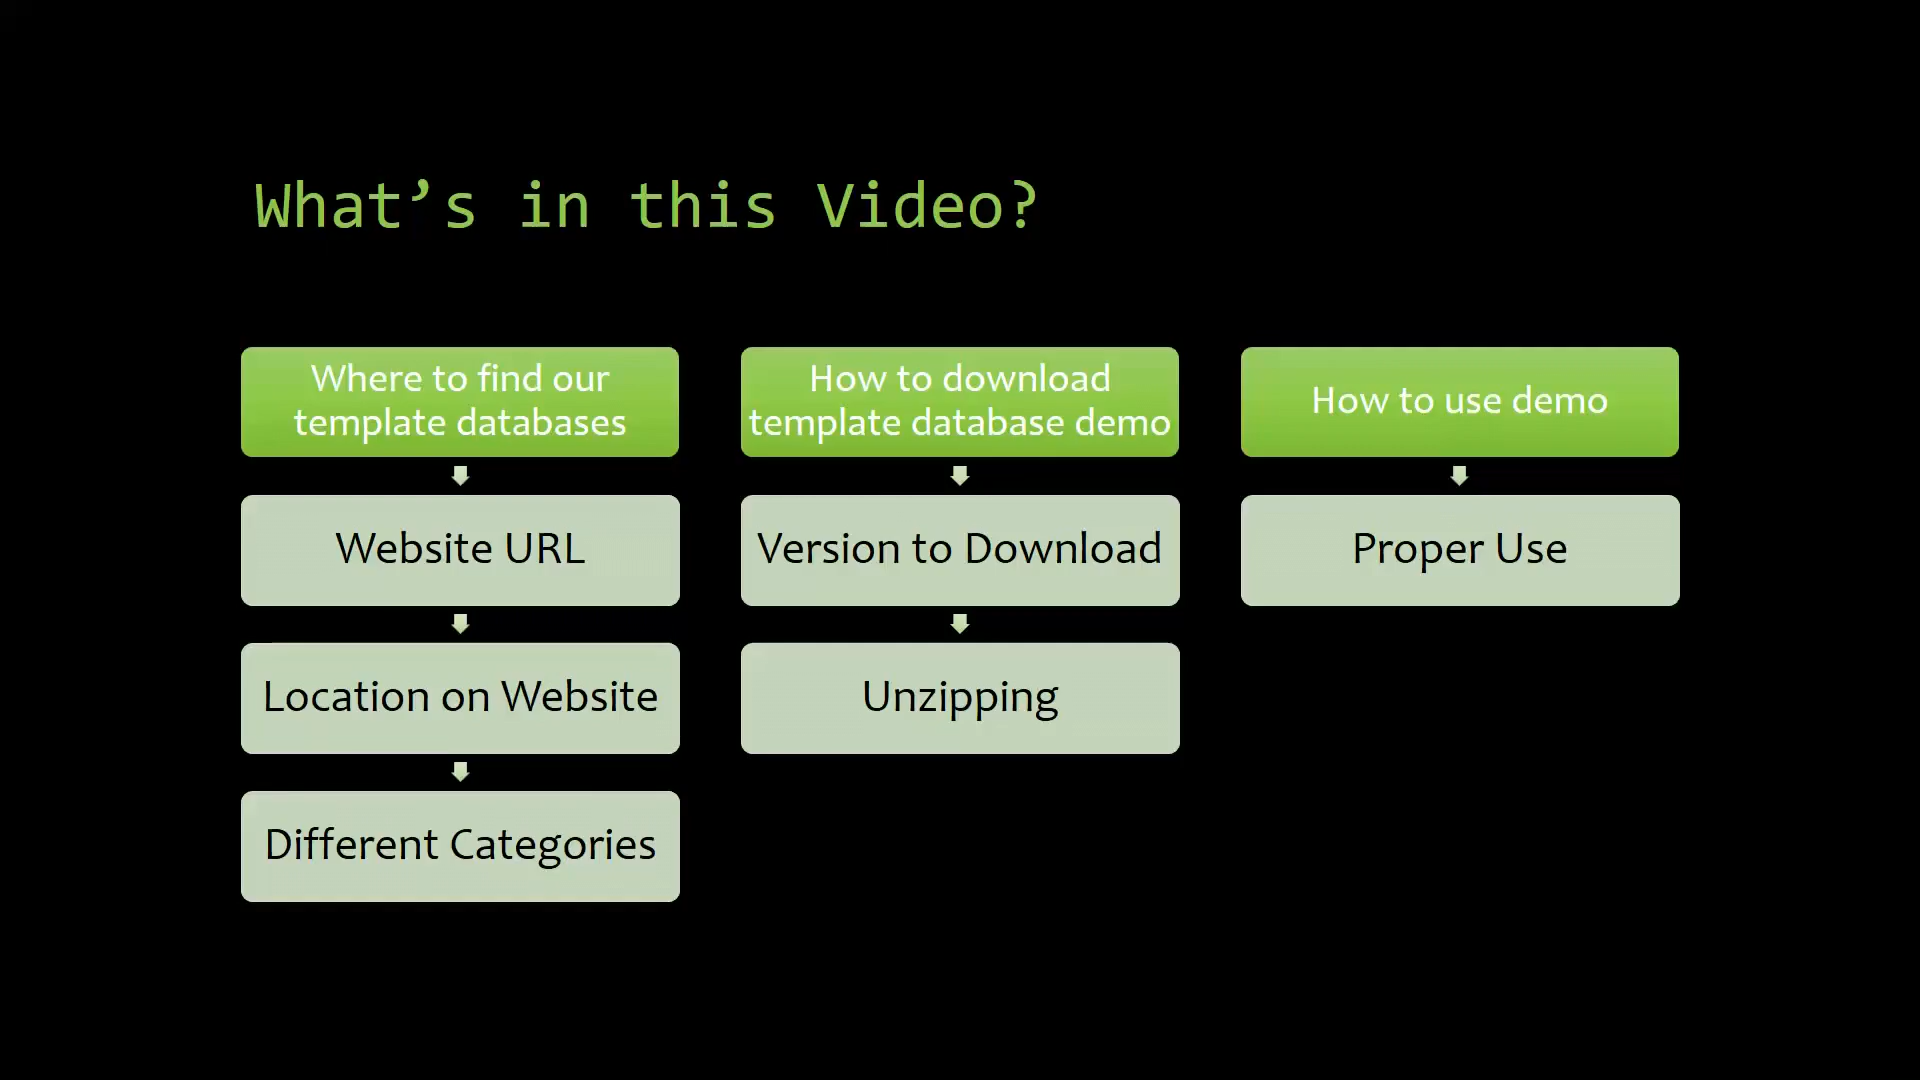 What’s in this Video?
Where to find our
template databases
Website URL
Location on Website
Different Categories
How to download
template database demo
Version to Download
Unzipping
How to use demo
Proper Use